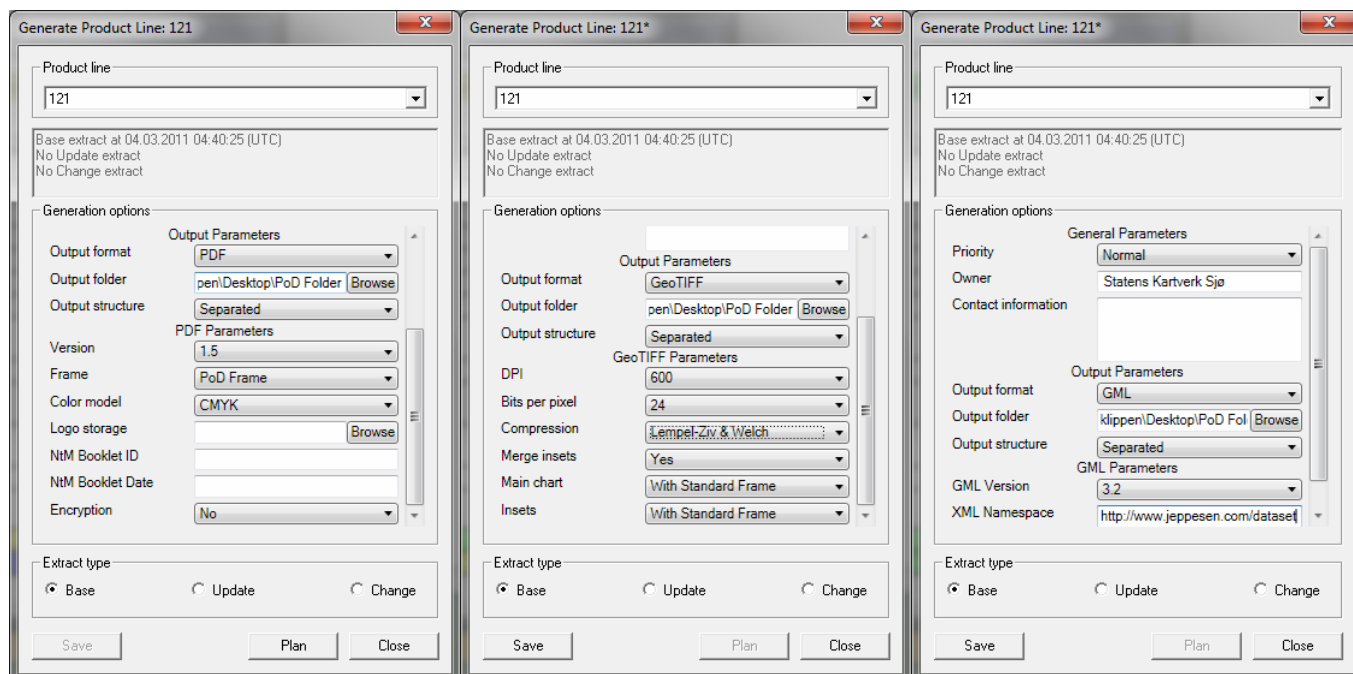 Generate Product Line: 121
Product line
121
Base extract at 04.03.2011 04:40:25 (UTC)
No Update extract
No Change extract
Generation options
Output Parameters
Output format PDF
Output folder pen\Desktop\PoD Folder Browse
Output structure Separated
PDF Parameters
Version 1.5
Frame PoD Frame
Color model CMYK
Logo storage Browse
NtM Booklet ID
NtM Booklet Date
Encryption No
Extract type
Base Update Change
Save Plan Close
Generate Product Line: 121*
Product line
121
Base extract at 04.03.2011 04:40:25 (UTC)
No Update extract
No Change extract
Generation options
Output Parameters
Output format GeoTIFF
Output folder pen\Desktop\PoD Folder Browse
Output structure Separated
GeoTIFF Parameters
DPI 600
Bits per pixel 24
Compression Lempel-Ziv & Welch
Merge insets Yes
Main chart With Standard Frame
Insets With Standard Frame
Extract type
Base Update Change
Save Plan Close
Generate Product Line: 121*
Product line
121
Base extract at 04.03.2011 04:40:25 (UTC)
No Update extract
No Change extract
Generation options
General Parameters
Priority Normal
Owner Statens Kartverk Sjø
Contact information
Output Parameters
Output format GML
Output folder klippen\Desktop\PoD Fol Browse
Output structure Separated
GML Parameters
GML Version 3.2
XML Namespace http://www.jeppesen.com/dataset
Extract type
Base Update Change
Save Plan Close